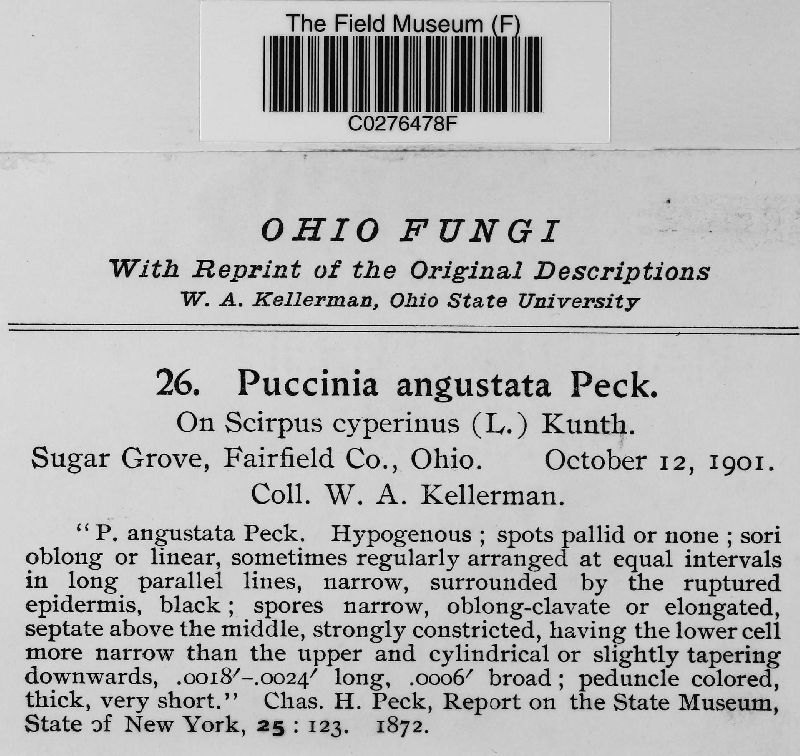 The Field Museum (F)
C0276478F
OHIO FUNGI
With Reprint of the Original Descriptions
W. A. Kellerman, Ohio State University
26. Puccinia angustata Peck.
On Scirpus cyperinus (L.) Kunth.
Sugar Grove, Fairfield Co., Ohio. October 12, 1901.
Coll. W. A. Kellerman.
“P. angustata Peck. Hypogenous ; spots pallid or none ; sori
oblong or linear, sometimes regularly arranged at equal intervals
in long parallel lines, narrow, surrounded by the ruptured
epidermis, black ; spores narrow, oblong-clavate or elongated,
septate above the middle, strongly constricted, having the lower cell
more narrow than the upper and cylindrical or slightly tapering
downwards, .0018′–.0024′ long, .0006′ broad ; peduncle colored,
thick, very short.” Chas. H. Peck, Report on the State Museum,
State of New York, 25 : 123. 1872.